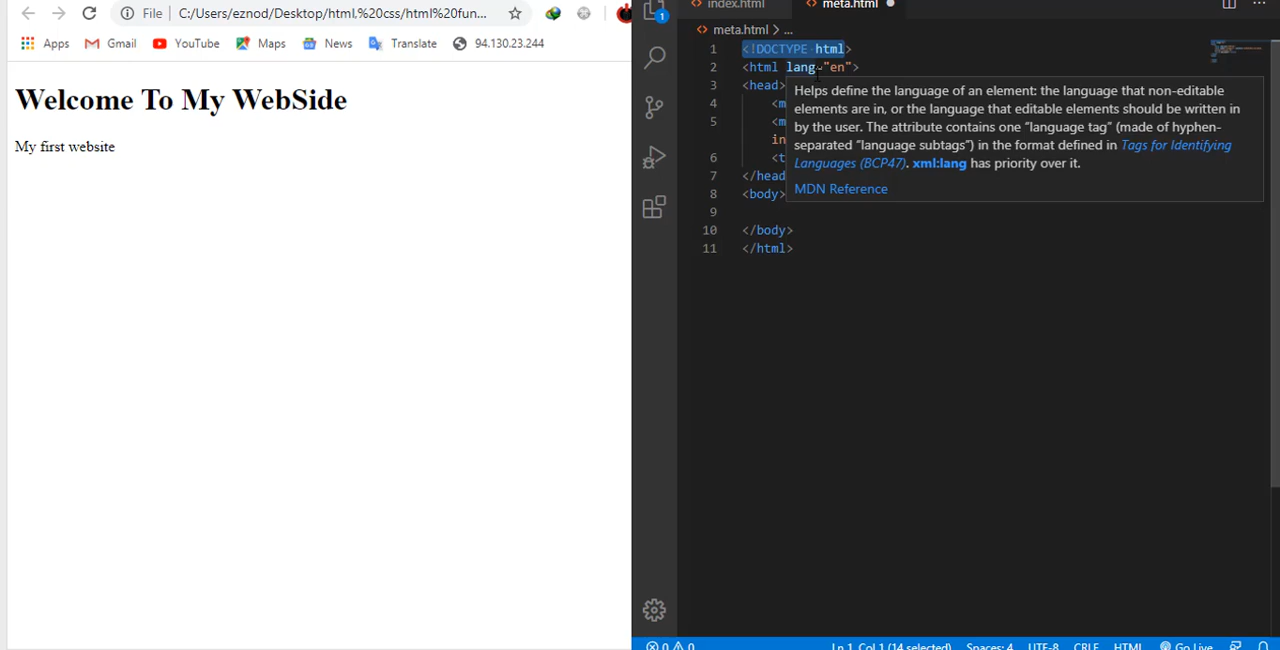 File C:/Users/eznod/Desktop/html,%20css/html%20fun...
Apps Gmail YouTube Maps News Translate 94.130.23.244
Welcome To My WebSide
My first website
index.html meta.html
1
meta.html > ...
1 <!DOCTYPE html>
2 <html lang="en">
3 <head>
4 <m
5 <m
in
6 <t
7 </head
8 <body>
9
10 </body>
11 </html>
Helps define the language of an element: the language that non-editable
elements are in, or the language that editable elements should be written in
by the user. The attribute contains one “language tag” (made of hyphen-
separated “language subtags”) in the format defined in Tags for Identifying
Languages (BCP47). xml:lang has priority over it.
MDN Reference
0 0 Ln 1, Col 1 (14 selected) Spaces: 4 UTF-8 CRLF HTML Go Live